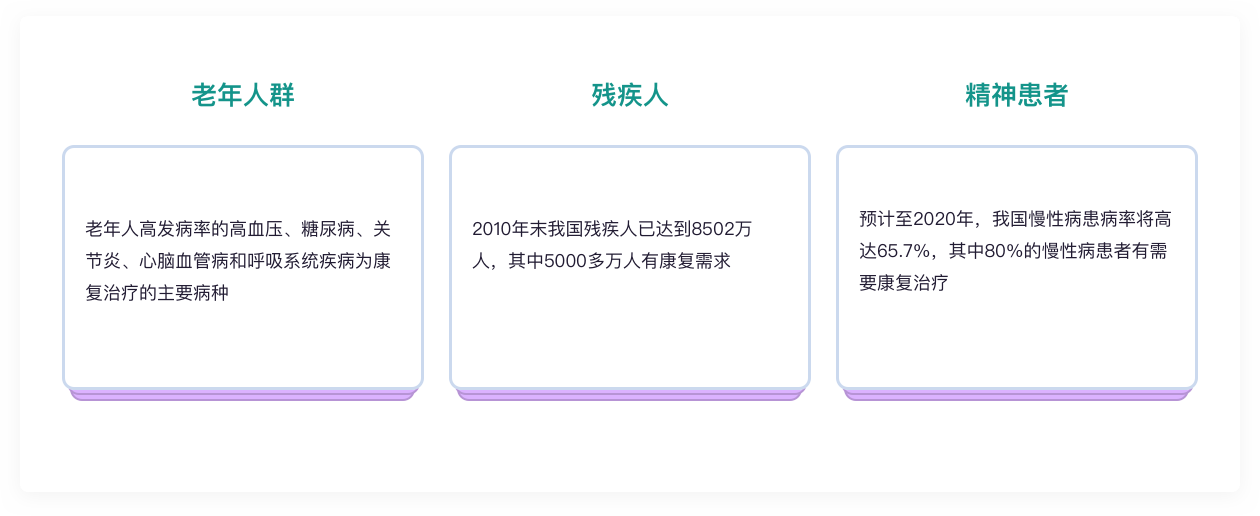 老年人群
老年人高发病率的高血压、糖尿病、关
节炎、心脑血管病和呼吸系统疾病为康
复治疗的主要病种
残疾人
2010年末我国残疾人已达到8502万
人，其中5000多万人有康复需求
精神患者
预计至2020年，我国慢性病患病率将高
达65.7%，其中80%的慢性病患者有需
要康复治疗